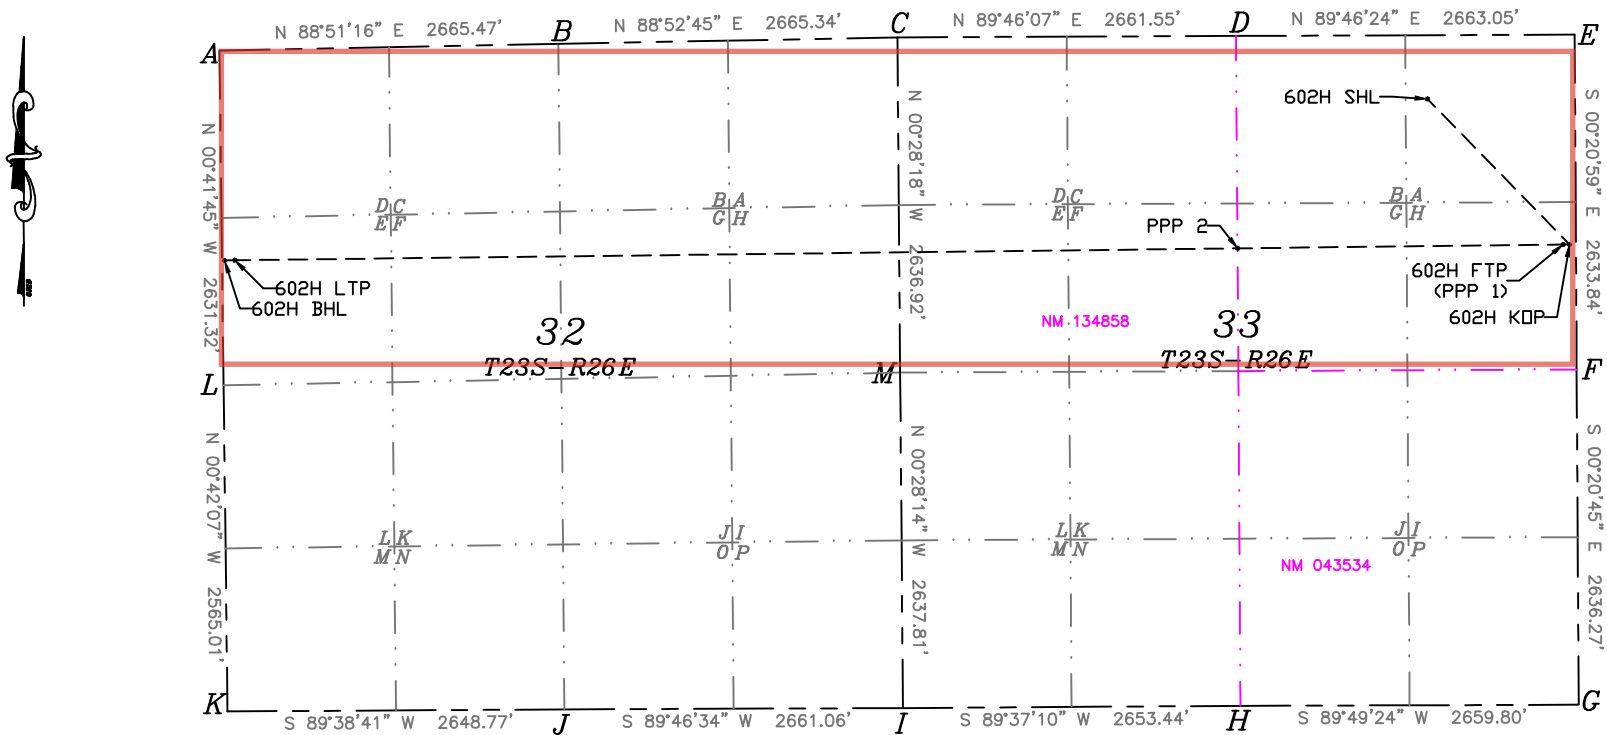 N 88°51'16" E 2665.47'
N 88°52'45" E 2665.34'
N 89°46'07" E 2661.55'
N 89°46'24" E 2663.05'
A
B
C
D
E
602H SHL
N 00°41'45" W 2631.32'
N 00°28'18" W 2636.92'
S 00°20'59" E 2633.84'
D C
E F
B A
G H
D C
E F
B A
G H
PPP 2
602H LTP
602H BHL
602H FTP
(PPP 1)
602H KOP
NM 134858
32
T23S-R26E
33
T23S-R26E
L
M
F
N 00°42'07" W 2565.01'
N 00°28'14" W 2637.81'
S 00°20'45" E 2636.27'
L K
M N
J I
O P
L K
M N
J I
O P
NM 043534
K
J
I
H
G
S 89°38'41" W 2648.77'
S 89°46'34" W 2661.06'
S 89°37'10" W 2653.44'
S 89°49'24" W 2659.80'